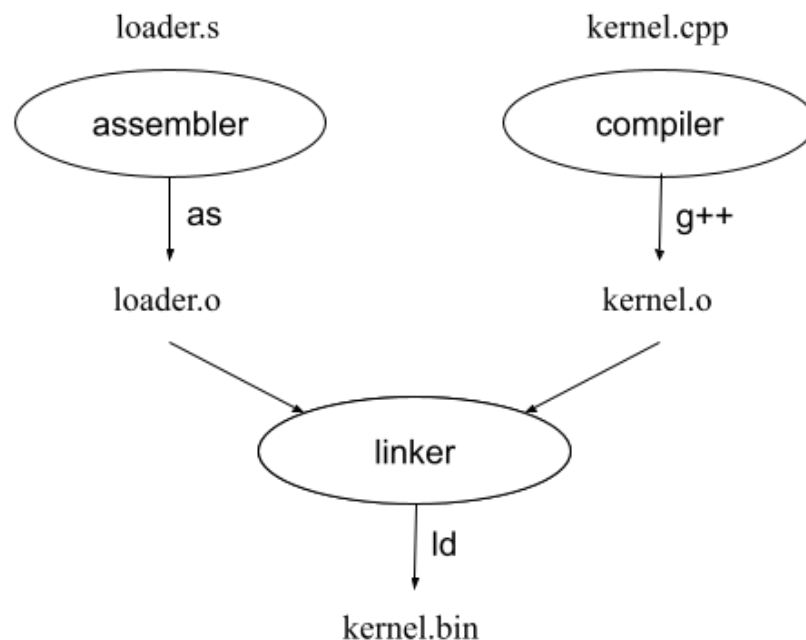 loader.s
kernel.cpp
assembler
compiler
as
g++
loader.o
kernel.o
linker
ld
kernel.bin